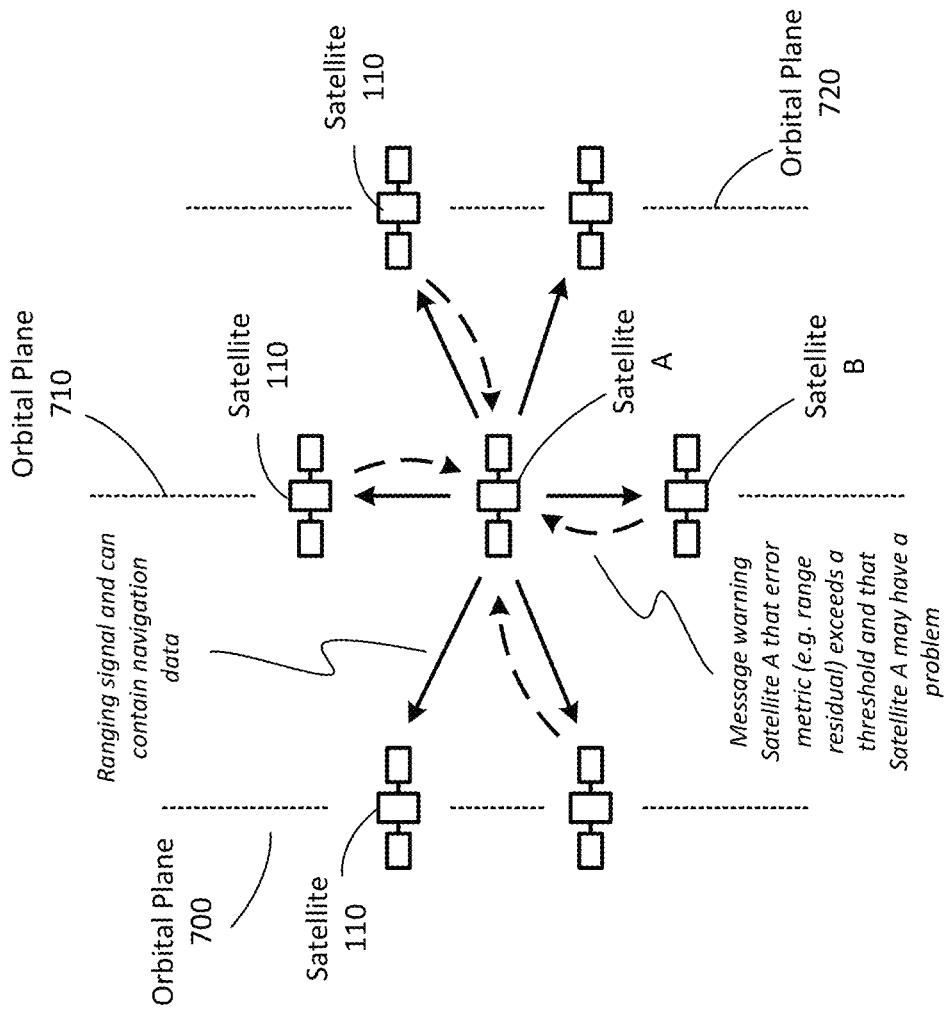 Orbital Plane
700
Satellite
110
Ranging signal and can
contain navigation
data
Orbital Plane
710
Satellite
110
Satellite
A
Satellite
B
Message warning
Satellite A that error
metric (e.g. range
residual) exceeds a
threshold and that
Satellite A may have a
problem
Satellite
110
Orbital Plane
720